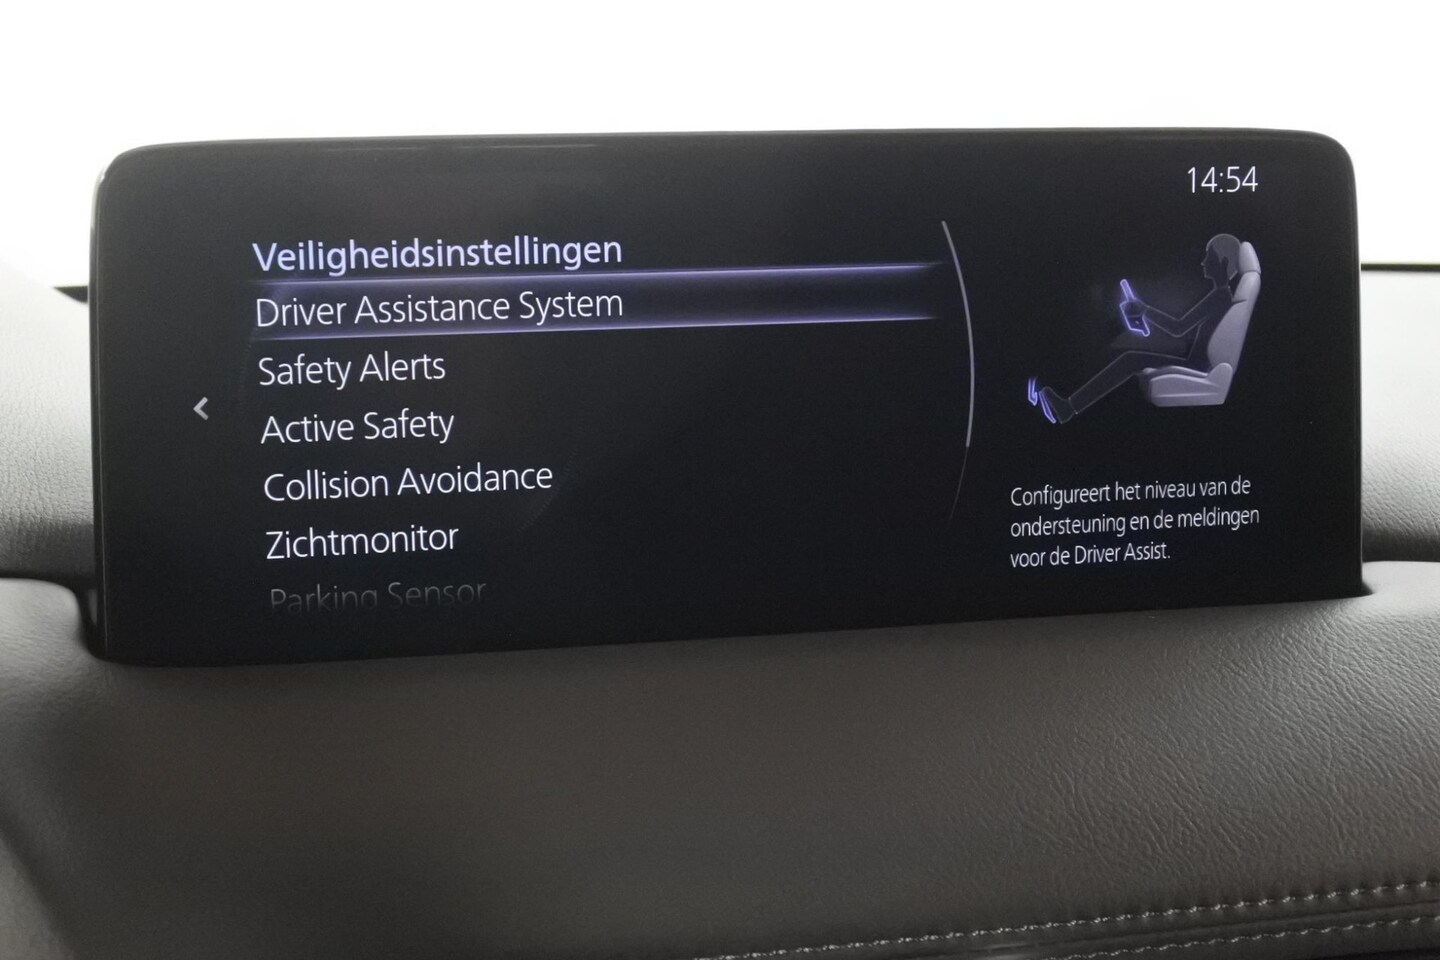 14:54
Veiligheidsinstellingen
Driver Assistance System
Safety Alerts
Active Safety
Collision Avoidance
Zichtmonitor
Parking Sensor
Configureert het niveau van de
ondersteuning en de meldingen
voor de Driver Assist.